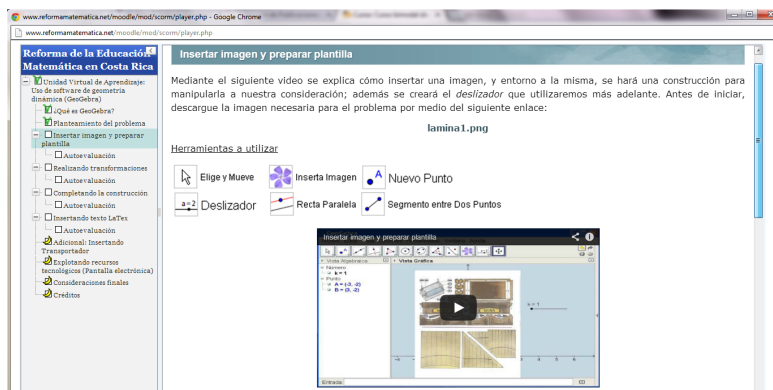 www.reformamatematica.net/moodle/mod/scorm/player.php - Google Chrome
www.reformamatematica.net/moodle/mod/scorm/player.php
Reforma de la Educación
Matemática en Costa Rica
Unidad Virtual de Aprendizaje:
Uso de software de geometría
dinámica (GeoGebra)
¿Qué es GeoGebra?
Planteamiento del problema
Insertar imagen y preparar
plantilla
Autoevaluación
Realizando transformaciones
Autoevaluación
Completando la construcción
Autoevaluación
Insertando texto LaTex
Autoevaluación
Adicional: Insertando
Transportador
Explotando recursos
tecnológicos (Pantalla electrónica)
Consideraciones finales
Créditos
Insertar imagen y preparar plantilla
Mediante el siguiente video se explica cómo insertar una imagen, y entorno a la misma, se hará una construcción para
manipularla a nuestra consideración; además se creará el deslizador que utilizaremos más adelante. Antes de iniciar,
descargue la imagen necesaria para el problema por medio del siguiente enlace:
lamina1.png
Herramientas a utilizar
Elige y Mueve
Inserta Imagen
A
Nuevo Punto
a=2
Deslizador
Recta Paralela
Segmento entre Dos Puntos
Insertar imagen y preparar plantilla
Vista Algebraica
Vista Gráfica
Número
k = 1
Punto
A = (-3, -2)
B = (3, -2)
k = 1
Entrada: